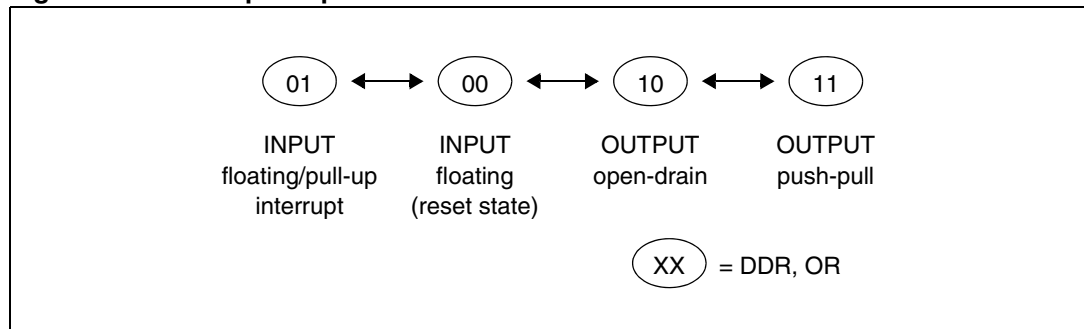 01 00 10 11
INPUT INPUT OUTPUT OUTPUT
floating/pull-up floating open-drain push-pull
interrupt (reset state)
XX = DDR, OR